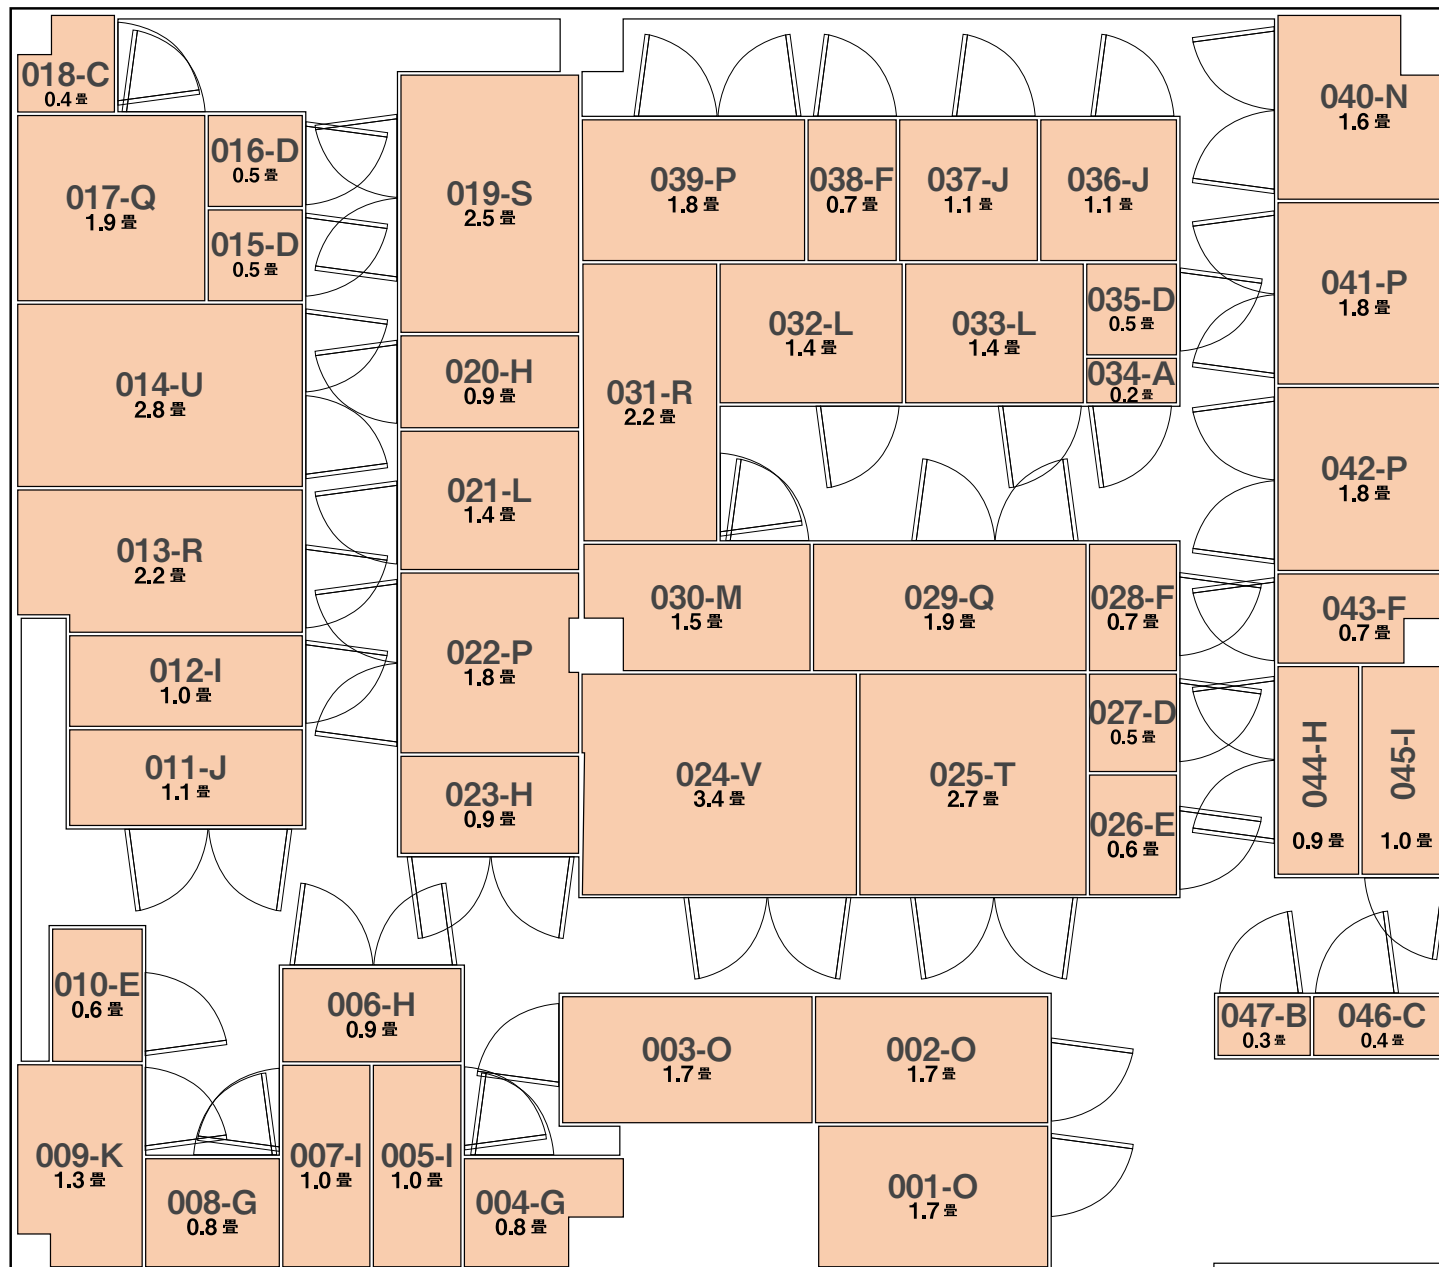 018-C
0.4 畳
017-Q
1.9 畳
016-D
0.5 畳
015-D
0.5 畳
014-U
2.8 畳
013-R
2.2 畳
012-I
1.0 畳
011-J
1.1 畳
019-S
2.5 畳
020-H
0.9 畳
021-L
1.4 畳
022-P
1.8 畳
023-H
0.9 畳
039-P
1.8 畳
038-F
0.7 畳
037-J
1.1 畳
036-J
1.1 畳
031-R
2.2 畳
032-L
1.4 畳
033-L
1.4 畳
035-D
0.5 畳
034-A
0.2 畳
030-M
1.5 畳
029-Q
1.9 畳
028-F
0.7 畳
024-V
3.4 畳
025-T
2.7 畳
027-D
0.5 畳
026-E
0.6 畳
040-N
1.6 畳
041-P
1.8 畳
042-P
1.8 畳
043-F
0.7 畳
044-H
0.9 畳
045-I
1.0 畳
010-E
0.6 畳
009-K
1.3 畳
008-G
0.8 畳
006-H
0.9 畳
007-I
1.0 畳
005-I
1.0 畳
004-G
0.8 畳
003-O
1.7 畳
002-O
1.7 畳
001-O
1.7 畳
047-B
0.3 畳
046-C
0.4 畳